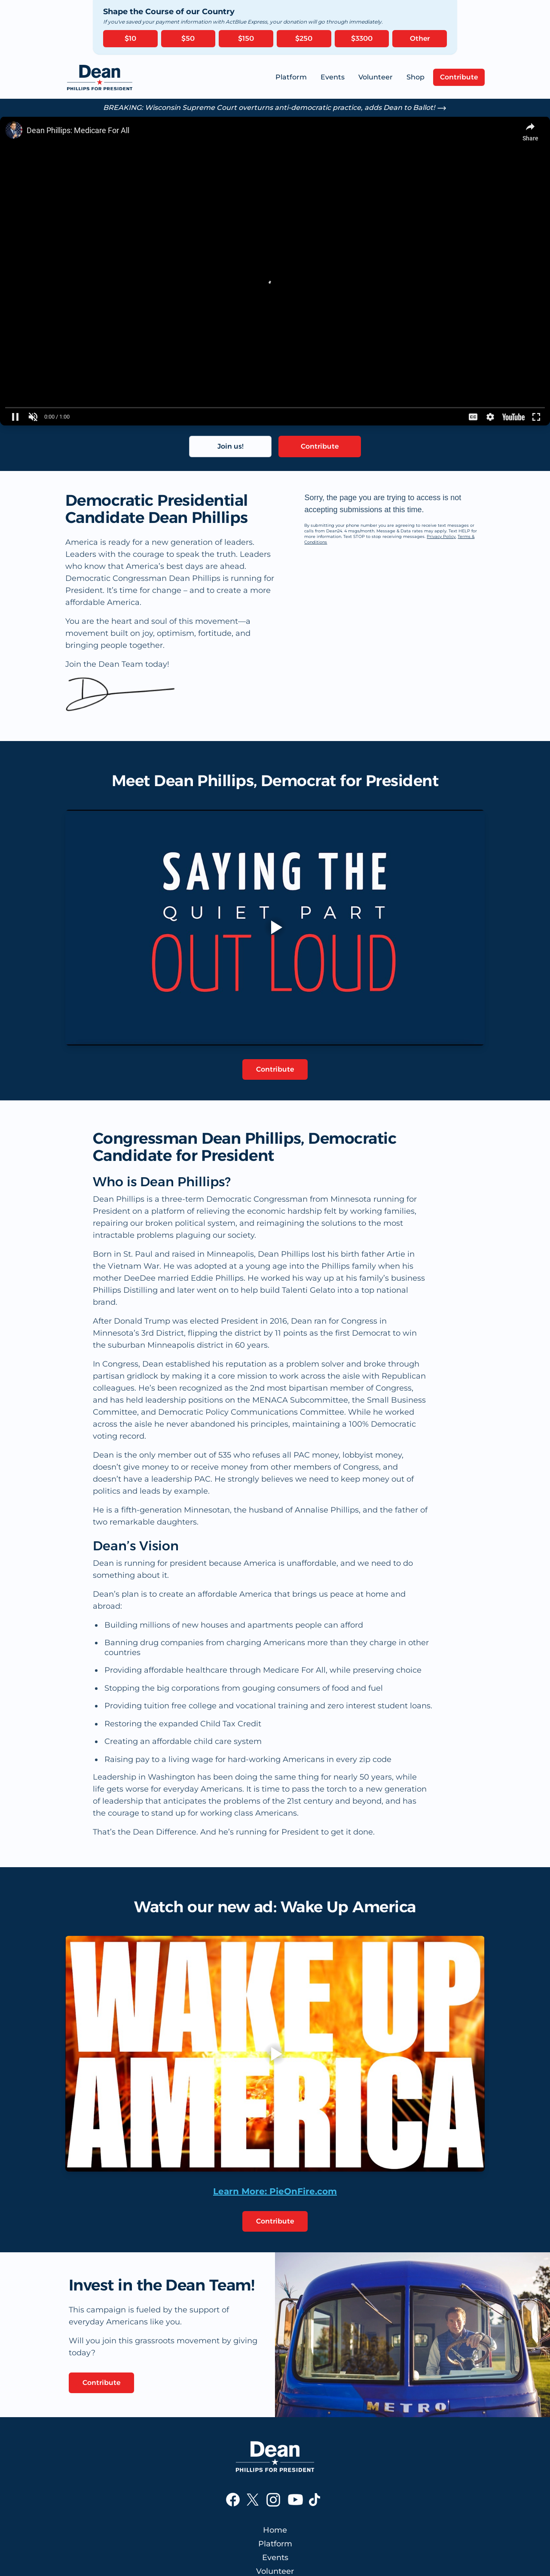 Shape the Course of our Country
If you've saved your payment information with ActBlue Express, your donation will go through immediately.
$10
$50
$150
$250
$3300
Other
Dean
PHILLIPS FOR PRESIDENT
Platform
Events
Volunteer
Shop
Contribute
BREAKING: Wisconsin Supreme Court overturns anti-democratic practice, adds Dean to Ballot! ⟶
Dean Phillips: Medicare For All
Share
0:00 / 1:00
CC
YouTube
Join us!
Contribute
Democratic Presidential
Candidate Dean Phillips
America is ready for a new generation of leaders.
Leaders with the courage to speak the truth. Leaders
who know that America's best days are ahead.
Democratic Congressman Dean Phillips is running for
President. It's time for change – and to create a more
affordable America.
You are the heart and soul of this movement—a
movement built on joy, optimism, fortitude, and
bringing people together.
Join the Dean Team today!
Sorry, the page you are trying to access is not
accepting submissions at this time.
By submitting your phone number you are agreeing to receive text messages or
calls from Dean24. 4 msgs/month. Message & Data rates may apply. Text HELP for
more information. Text STOP to stop receiving messages. Privacy Policy. Terms &
Conditions.
Meet Dean Phillips, Democrat for President
SAYING THE
QUIET PART
OUT LOUD
Contribute
Congressman Dean Phillips, Democratic
Candidate for President
Who is Dean Phillips?
Dean Phillips is a three-term Democratic Congressman from Minnesota running for
President on a platform of relieving the economic hardship felt by working families,
repairing our broken political system, and reimagining the solutions to the most
intractable problems plaguing our society.
Born in St. Paul and raised in Minneapolis, Dean Phillips lost his birth father Artie in
the Vietnam War. He was adopted at a young age into the Phillips family when his
mother DeeDee married Eddie Phillips. He worked his way up at his family's business
Phillips Distilling and later went on to help build Talenti Gelato into a top national
brand.
After Donald Trump was elected President in 2016, Dean ran for Congress in
Minnesota's 3rd District, flipping the district by 11 points as the first Democrat to win
the suburban Minneapolis district in 60 years.
In Congress, Dean established his reputation as a problem solver and broke through
partisan gridlock by making it a core mission to work across the aisle with Republican
colleagues. He's been recognized as the 2nd most bipartisan member of Congress,
and has held leadership positions on the MENACA Subcommittee, the Small Business
Committee, and Democratic Policy Communications Committee. While he worked
across the aisle he never abandoned his principles, maintaining a 100% Democratic
voting record.
Dean is the only member out of 535 who refuses all PAC money, lobbyist money,
doesn't give money to or receive money from other members of Congress, and
doesn't have a leadership PAC. He strongly believes we need to keep money out of
politics and leads by example.
He is a fifth-generation Minnesotan, the husband of Annalise Phillips, and the father of
two remarkable daughters.
Dean's Vision
Dean is running for president because America is unaffordable, and we need to do
something about it.
Dean's plan is to create an affordable America that brings us peace at home and
abroad:
• Building millions of new houses and apartments people can afford
• Banning drug companies from charging Americans more than they charge in other
countries
• Providing affordable healthcare through Medicare For All, while preserving choice
• Stopping the big corporations from gouging consumers of food and fuel
• Providing tuition free college and vocational training and zero interest student loans.
• Restoring the expanded Child Tax Credit
• Creating an affordable child care system
• Raising pay to a living wage for hard-working Americans in every zip code
Leadership in Washington has been doing the same thing for nearly 50 years, while
life gets worse for everyday Americans. It is time to pass the torch to a new generation
of leadership that anticipates the problems of the 21st century and beyond, and has
the courage to stand up for working class Americans.
That's the Dean Difference. And he's running for President to get it done.
Watch our new ad: Wake Up America
WAKE UP
AMERICA
Learn More: PieOnFire.com
Contribute
Invest in the Dean Team!
This campaign is fueled by the support of
everyday Americans like you.
Will you join this grassroots movement by giving
today?
Contribute
METRO
Dean
PHILLIPS FOR PRESIDENT
Home
Platform
Events
Volunteer